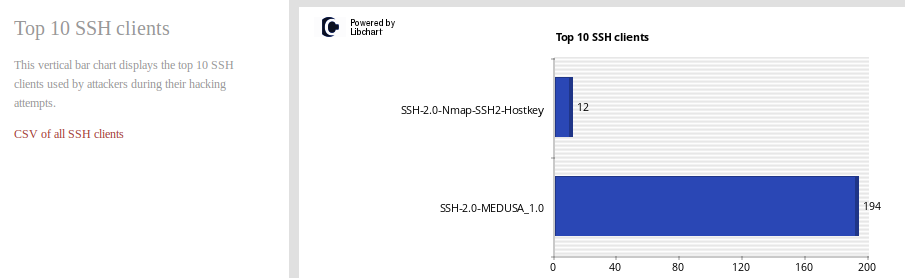 Top 10 SSH clients
This vertical bar chart displays the top 10 SSH
clients used by attackers during their hacking
attempts.
CSV of all SSH clients
Powered by
Libchart
Top 10 SSH clients
SSH-2.0-Nmap-SSH2-Hostkey
12
SSH-2.0-MEDUSA_1.0
194
0 40 80 120 160 200